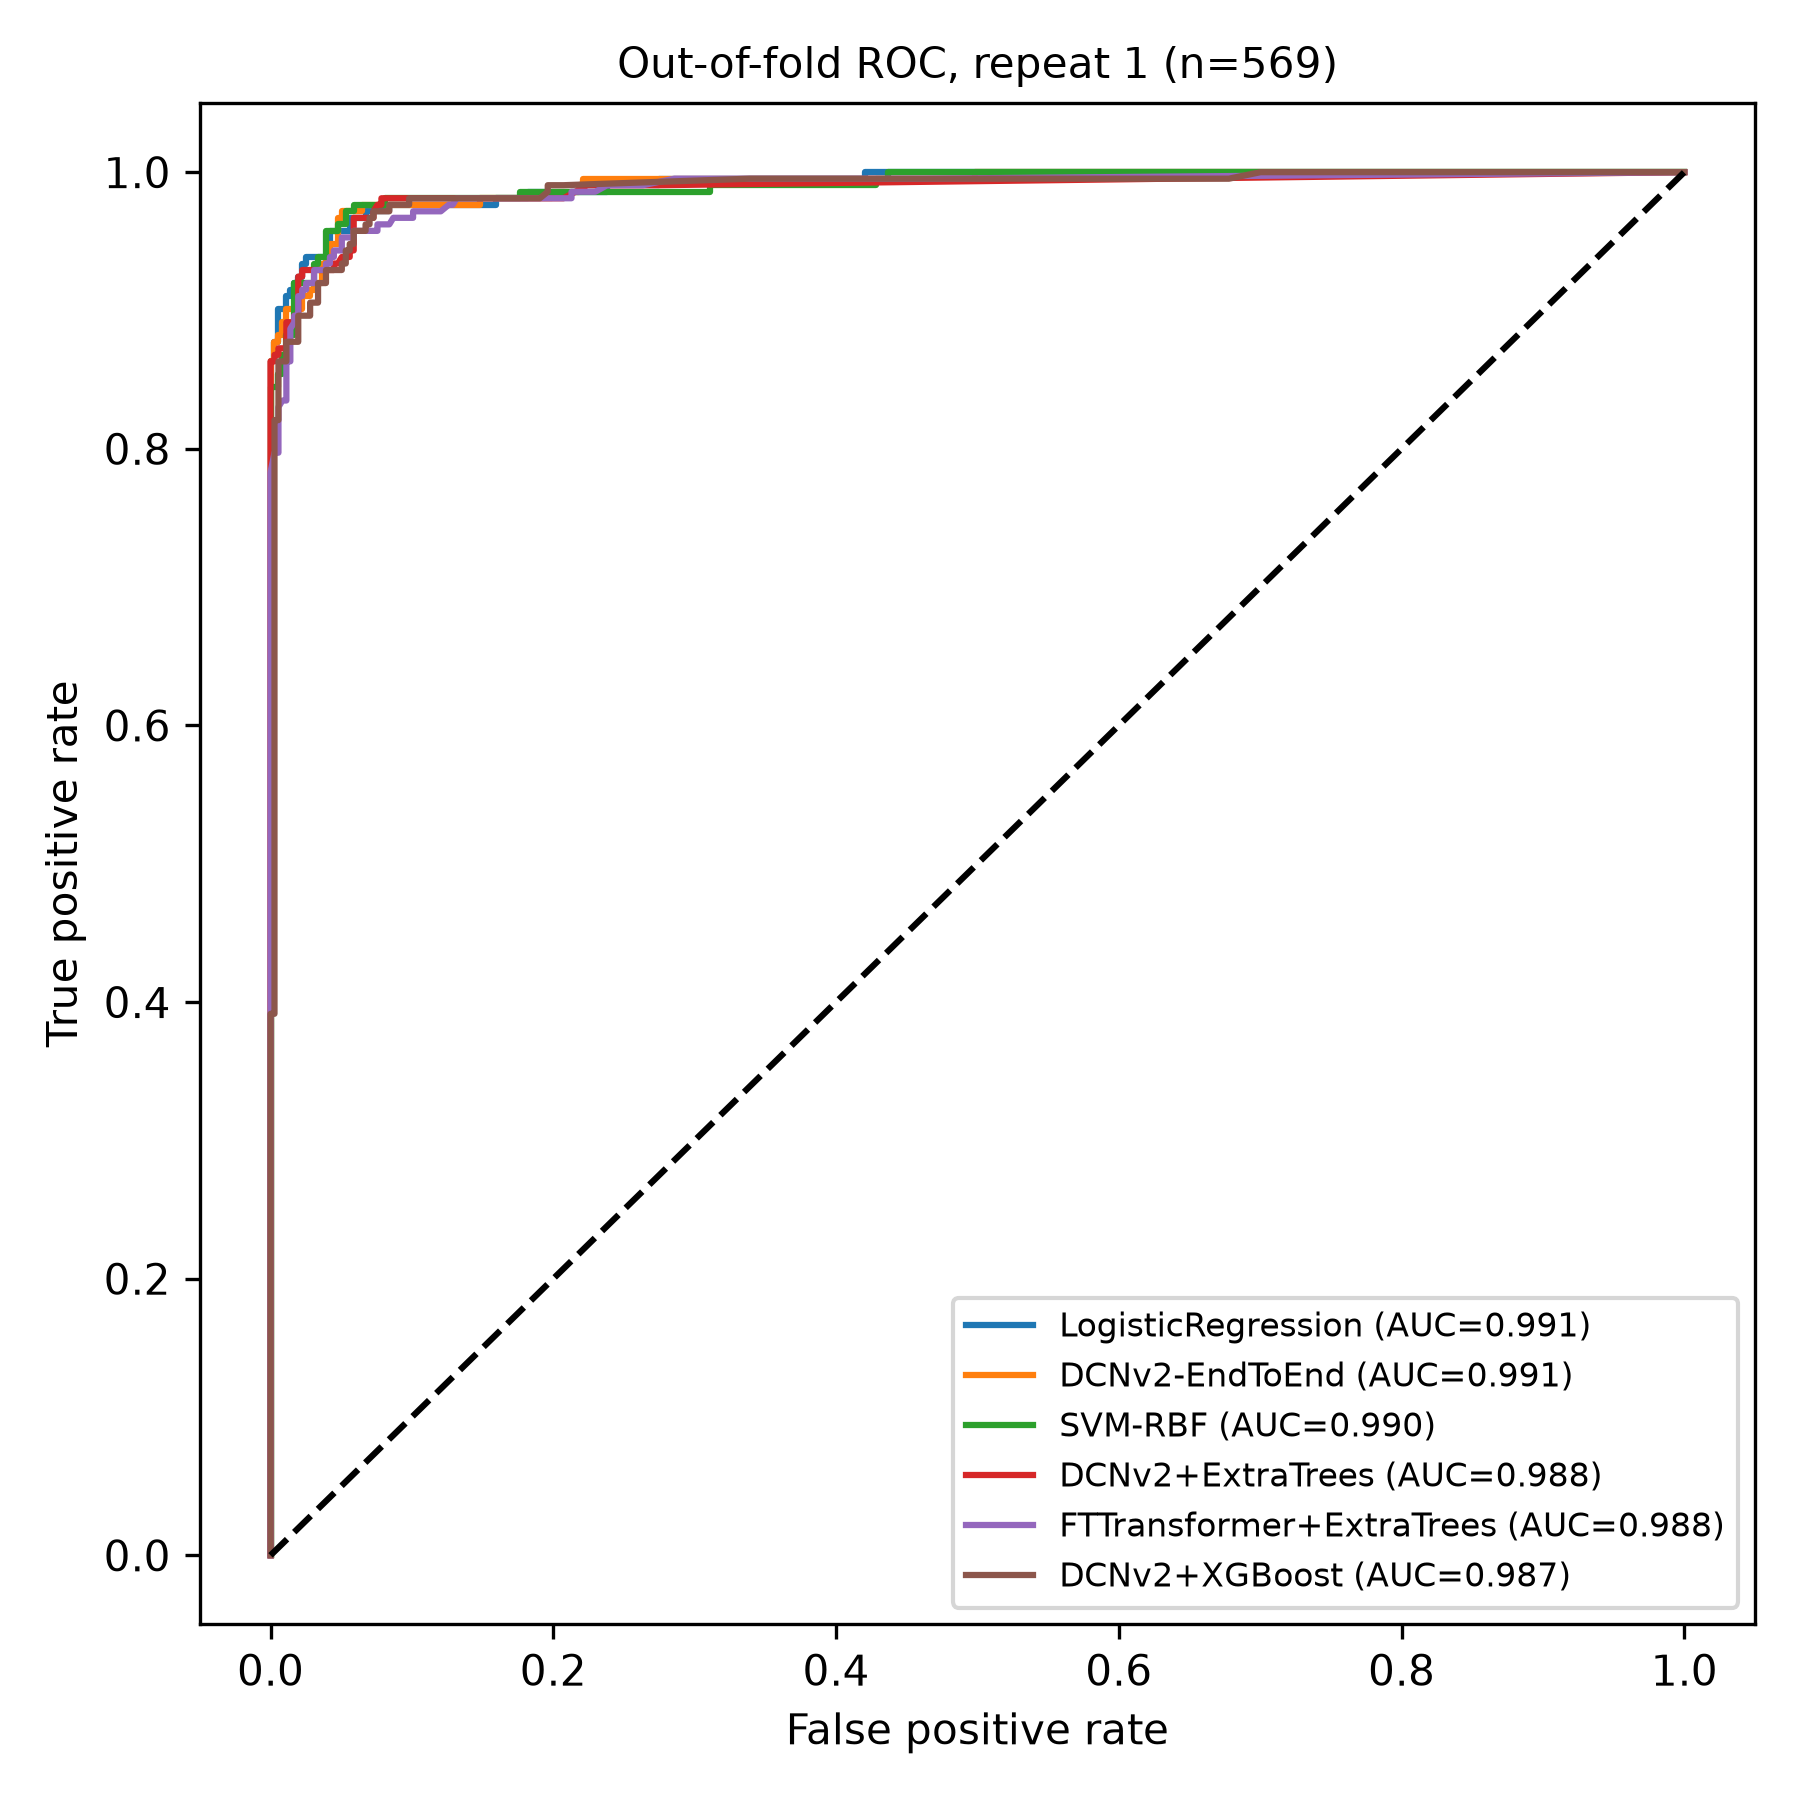 Out-of-fold ROC, repeat 1 (n=569)
1.0
0.8
0.6
0.4
0.2
0.0
True positive rate
0.0 0.2 0.4 0.6 0.8 1.0
False positive rate
LogisticRegression (AUC=0.991)
DCNv2-EndToEnd (AUC=0.991)
SVM-RBF (AUC=0.990)
DCNv2+ExtraTrees (AUC=0.988)
FTTransformer+ExtraTrees (AUC=0.988)
DCNv2+XGBoost (AUC=0.987)